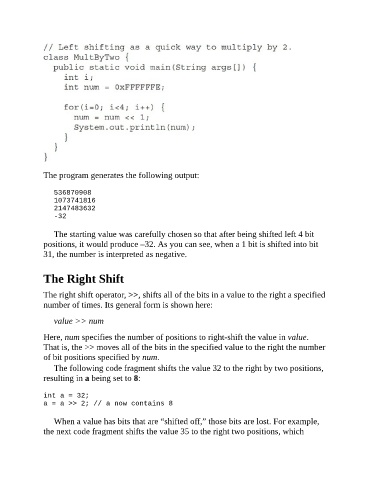 // Left shifting as a quick way to multiply by 2.
class MultByTwo {
  public static void main(String args[]) {
    int i;
    int num = 0xFFFFFFE;

    for(i=0; i<4; i++) {
      num = num << 1;
      System.out.println(num);
    }
  }
}
The program generates the following output:
536870908
1073741816
2147483632
-32
The starting value was carefully chosen so that after being shifted left 4 bit
positions, it would produce –32. As you can see, when a 1 bit is shifted into bit
31, the number is interpreted as negative.
The Right Shift
The right shift operator, >>, shifts all of the bits in a value to the right a specified
number of times. Its general form is shown here:
value >> num
Here, num specifies the number of positions to right-shift the value in value.
That is, the >> moves all of the bits in the specified value to the right the number
of bit positions specified by num.
The following code fragment shifts the value 32 to the right by two positions,
resulting in a being set to 8:
int a = 32;
a = a >> 2; // a now contains 8
When a value has bits that are “shifted off,” those bits are lost. For example,
the next code fragment shifts the value 35 to the right two positions, which